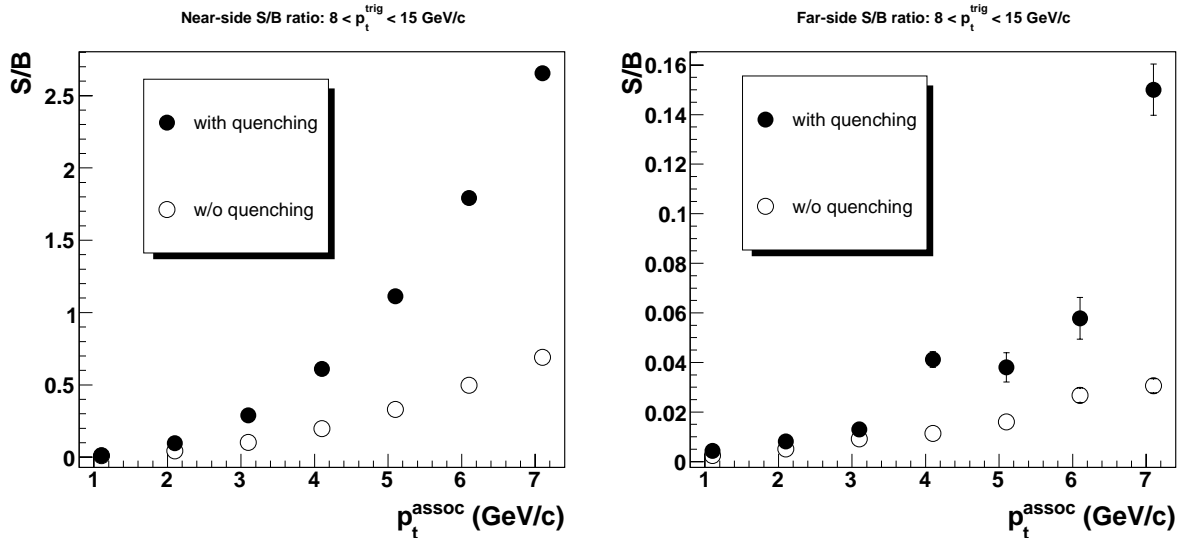 Near-side S/B ratio: 8 < p_t^trig < 15 GeV/c
S/B
2.5
2
1.5
1
0.5
0
with quenching
w/o quenching
1 2 3 4 5 6 7
p_t^assoc (GeV/c)
Far-side S/B ratio: 8 < p_t^trig < 15 GeV/c
S/B
0.16
0.14
0.12
0.1
0.08
0.06
0.04
0.02
0
with quenching
w/o quenching
1 2 3 4 5 6 7
p_t^assoc (GeV/c)